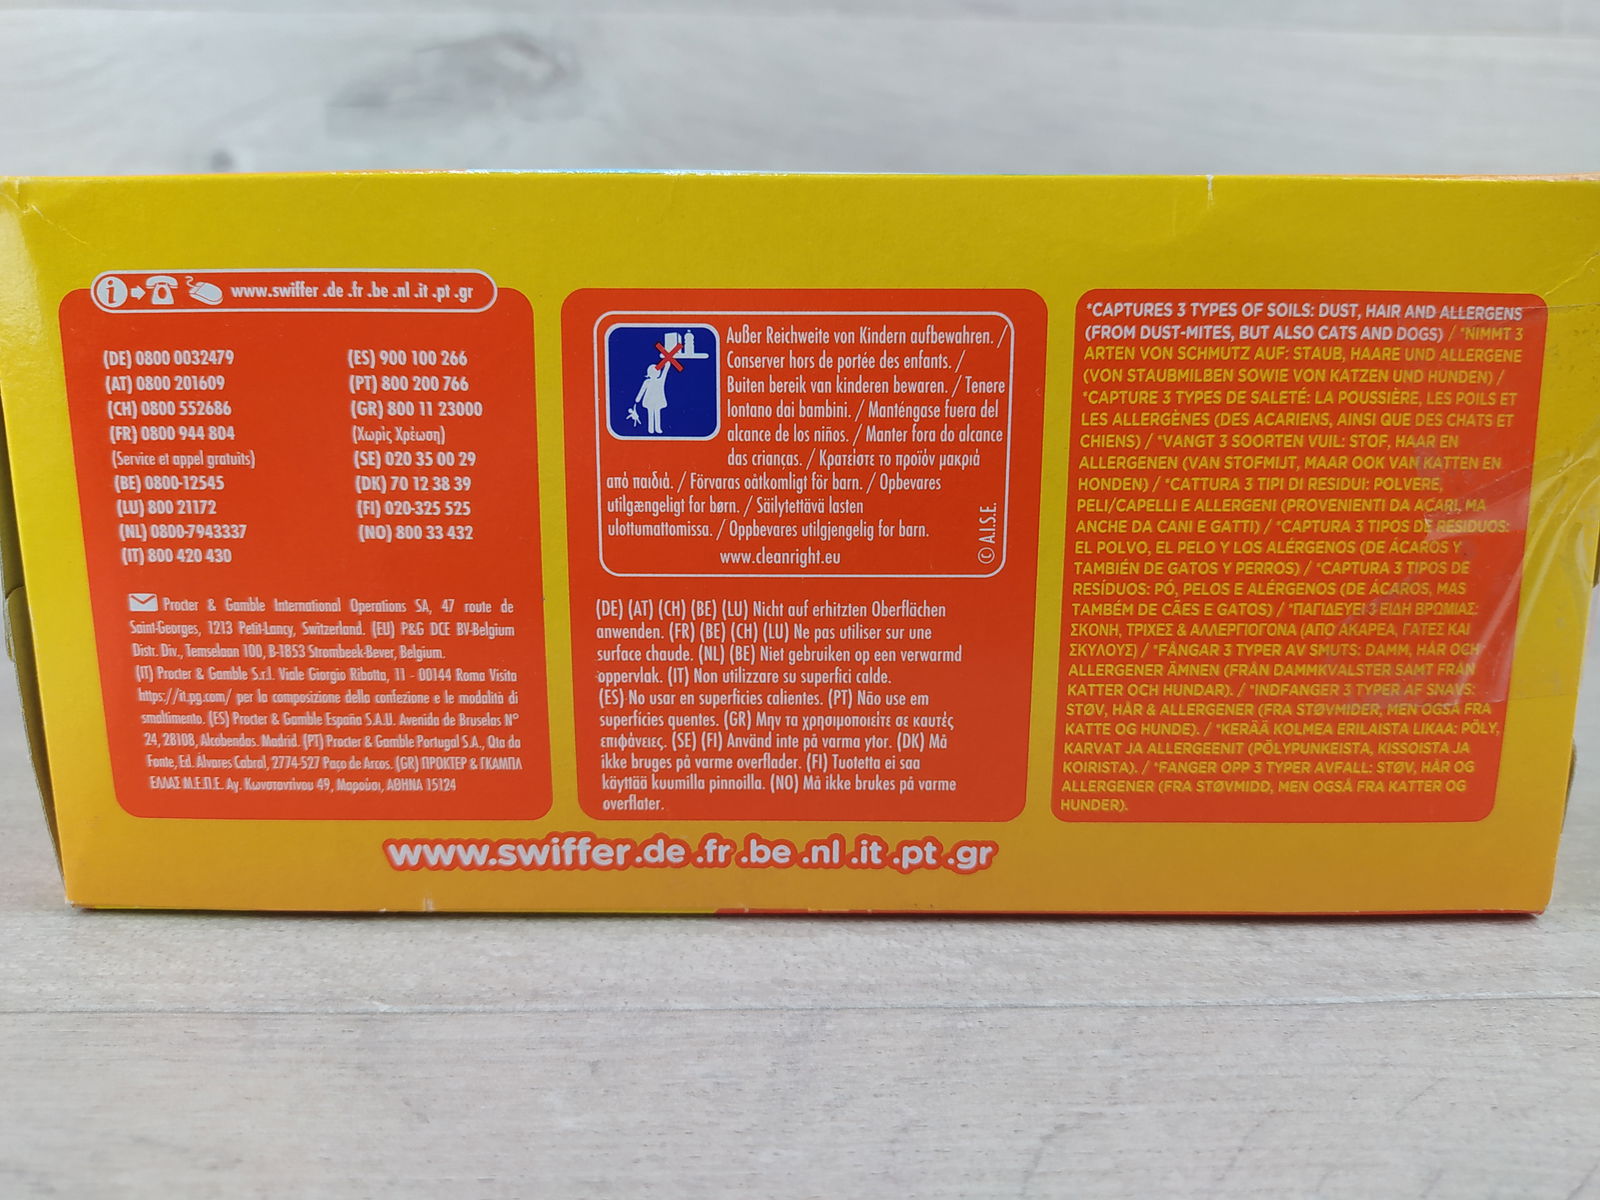 www.swiffer .de .fr .be .nl .it .pt .gr
(DE) 0800 0032479
(AT) 0800 201609
(CH) 0800 552686
(FR) 0800 944 804
(Service et appel gratuits)
(BE) 0800-12545
(LU) 800 21172
(NL) 0800-7943337
(IT) 800 420 430
(ES) 900 100 266
(PT) 800 200 766
(GR) 800 11 23000
(Χωρίς Χρέωση)
(SE) 020 35 00 29
(DK) 70 12 38 39
(FI) 020-325 525
(NO) 800 33 432
Procter & Gamble International Operations SA, 47 route de
Saint-Georges, 1213 Petit-Lancy, Switzerland. (EU) P&G DCE BV-Belgium
Distr. Div., Temselaan 100, B-1853 Strombeek-Bever, Belgium.
(IT) Procter & Gamble S.r.l. Viale Giorgio Ribotta, 11 - 00144 Roma Visita
https://it.pg.com/ per la composizione della confezione e le modalità di
smaltimento. (ES) Procter & Gamble España S.A.U. Avenida de Bruselas Nº
24, 28108, Alcobendas. Madrid. (PT) Procter & Gamble Portugal S.A., Qta da
Fonte, Ed. Álvares Cabral, 2774-527 Paço de Arcos. (GR) ΠΡΟΚΤΕΡ & ΓΚΑΜΠΛ
ΕΛΛΑΣ Μ.Ε.Π.Ε. Αγ. Κωνσταντίνου 49, Μαρούσι, ΑΘΗΝΑ 15124
Außer Reichweite von Kindern aufbewahren. /
Conserver hors de portée des enfants. /
Buiten bereik van kinderen bewaren. / Tenere
lontano dai bambini. / Manténgase fuera del
alcance de los niños. / Manter fora do alcance
das crianças. / Κρατείστε το προϊόν μακριά
από παιδιά. / Förvaras oåtkomligt för barn. / Opbevares
utilgængeligt for børn. / Säilytettävä lasten
ulottumattomissa. / Oppbevares utilgjengelig for barn.
www.cleanright.eu
© A.I.S.E.
(DE) (AT) (CH) (BE) (LU) Nicht auf erhitzten Oberflächen
anwenden. (FR) (BE) (CH) (LU) Ne pas utiliser sur une
surface chaude. (NL) (BE) Niet gebruiken op een verwarmd
oppervlak. (IT) Non utilizzare su superfici calde.
(ES) No usar en superficies calientes. (PT) Não use em
superfícies quentes. (GR) Μην τα χρησιμοποιείτε σε καυτές
επιφάνειες. (SE) (FI) Använd inte på varma ytor. (DK) Må
ikke bruges på varme overflader. (FI) Tuotetta ei saa
käyttää kuumilla pinnoilla. (NO) Må ikke brukes på varme
overflater.
*CAPTURES 3 TYPES OF SOILS: DUST, HAIR AND ALLERGENS
(FROM DUST-MITES, BUT ALSO CATS AND DOGS) / *NIMMT 3
ARTEN VON SCHMUTZ AUF: STAUB, HAARE UND ALLERGENE
(VON STAUBMILBEN SOWIE VON KATZEN UND HUNDEN) /
*CAPTURE 3 TYPES DE SALETÉ: LA POUSSIÈRE, LES POILS ET
LES ALLERGÈNES (DES ACARIENS, AINSI QUE DES CHATS ET
CHIENS) / *VANGT 3 SOORTEN VUIL: STOF, HAAR EN
ALLERGENEN (VAN STOFMIJT, MAAR OOK VAN KATTEN EN
HONDEN) / *CATTURA 3 TIPI DI RESIDUI: POLVERE,
PELI/CAPELLI E ALLERGENI (PROVENIENTI DA ACARI, MA
ANCHE DA CANI E GATTI) / *CAPTURA 3 TIPOS DE RESIDUOS:
EL POLVO, EL PELO Y LOS ALÉRGENOS (DE ÁCAROS Y
TAMBIÉN DE GATOS Y PERROS) / *CAPTURA 3 TIPOS DE
RESÍDUOS: PÓ, PELOS E ALÉRGENOS (DE ÁCAROS, MAS
TAMBÉM DE CÃES E GATOS) / *ΠΑΓΙΔΕΥΕΙ 3 ΕΙΔΗ ΒΡΩΜΙΑΣ:
ΣΚΟΝΗ, ΤΡΙΧΕΣ & ΑΛΛΕΡΓΙΟΓΟΝΑ (ΑΠΟ ΑΚΑΡΕΑ, ΓΑΤΕΣ ΚΑΙ
ΣΚΥΛΟΥΣ) / *FÅNGAR 3 TYPER AV SMUTS: DAMM, HÅR OCH
ALLERGENER ÄMNEN (FRÅN DAMMKVALSTER SAMT FRÅN
KATTER OCH HUNDAR). / *INDFANGER 3 TYPER AF SNAVS:
STØV, HÅR & ALLERGENER (FRA STØVMIDER, MEN OGSÅ FRA
KATTE OG HUNDE). / *KERÄÄ KOLMEA ERILAISTA LIKAA: PÖLY,
KARVAT JA ALLERGEENIT (PÖLYPUNKEISTA, KISSOISTA JA
KOIRISTA). / *FANGER OPP 3 TYPER AVFALL: STØV, HÅR OG
ALLERGENER (FRA STØVMIDD, MEN OGSÅ FRA KATTER OG
HUNDER).
www.swiffer .de .fr .be .nl .it .pt .gr